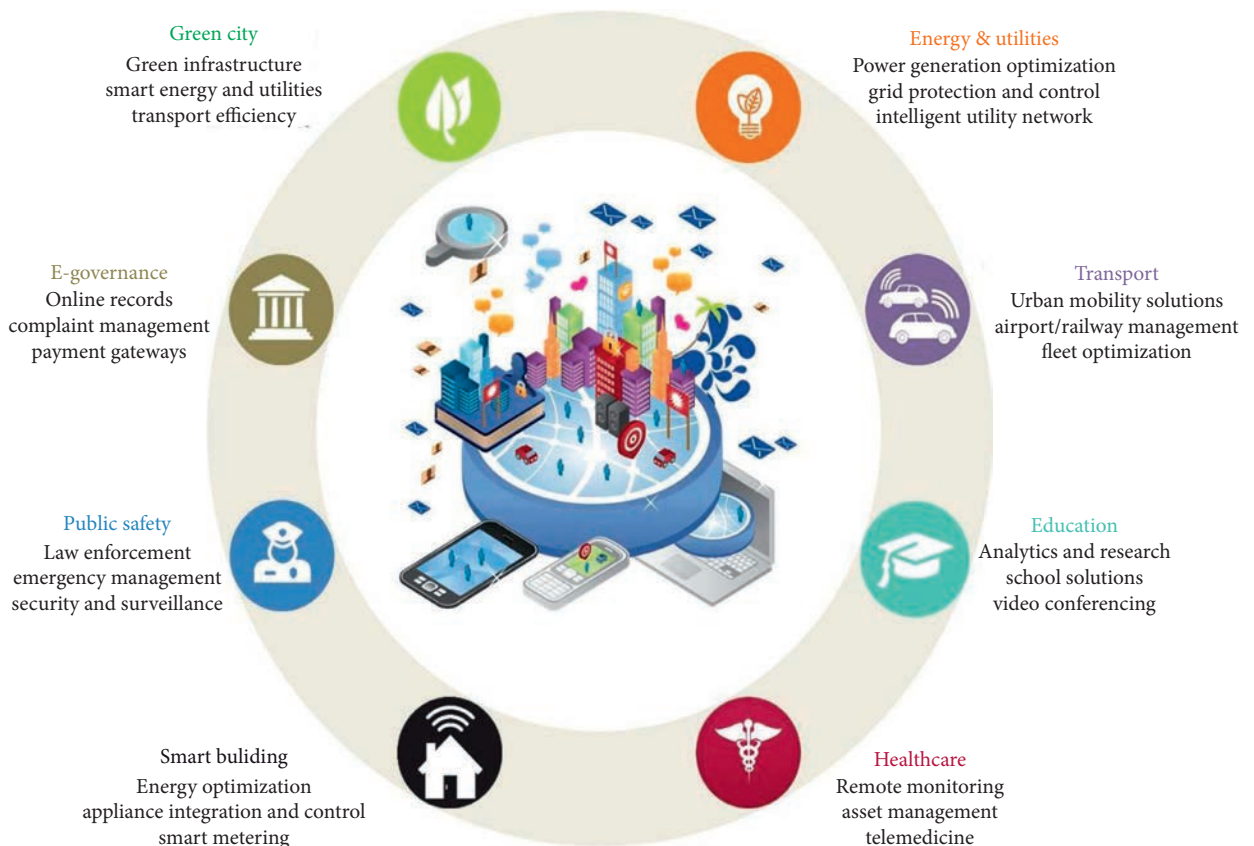 Green city
Green infrastructure
smart energy and utilities
transport efficiency
Energy & utilities
Power generation optimization
grid protection and control
intelligent utility network
E-governance
Online records
complaint management
payment gateways
Transport
Urban mobility solutions
airport/railway management
fleet optimization
Public safety
Law enforcement
emergency management
security and surveillance
Education
Analytics and research
school solutions
video conferencing
Smart buliding
Energy optimization
appliance integration and control
smart metering
Healthcare
Remote monitoring
asset management
telemedicine